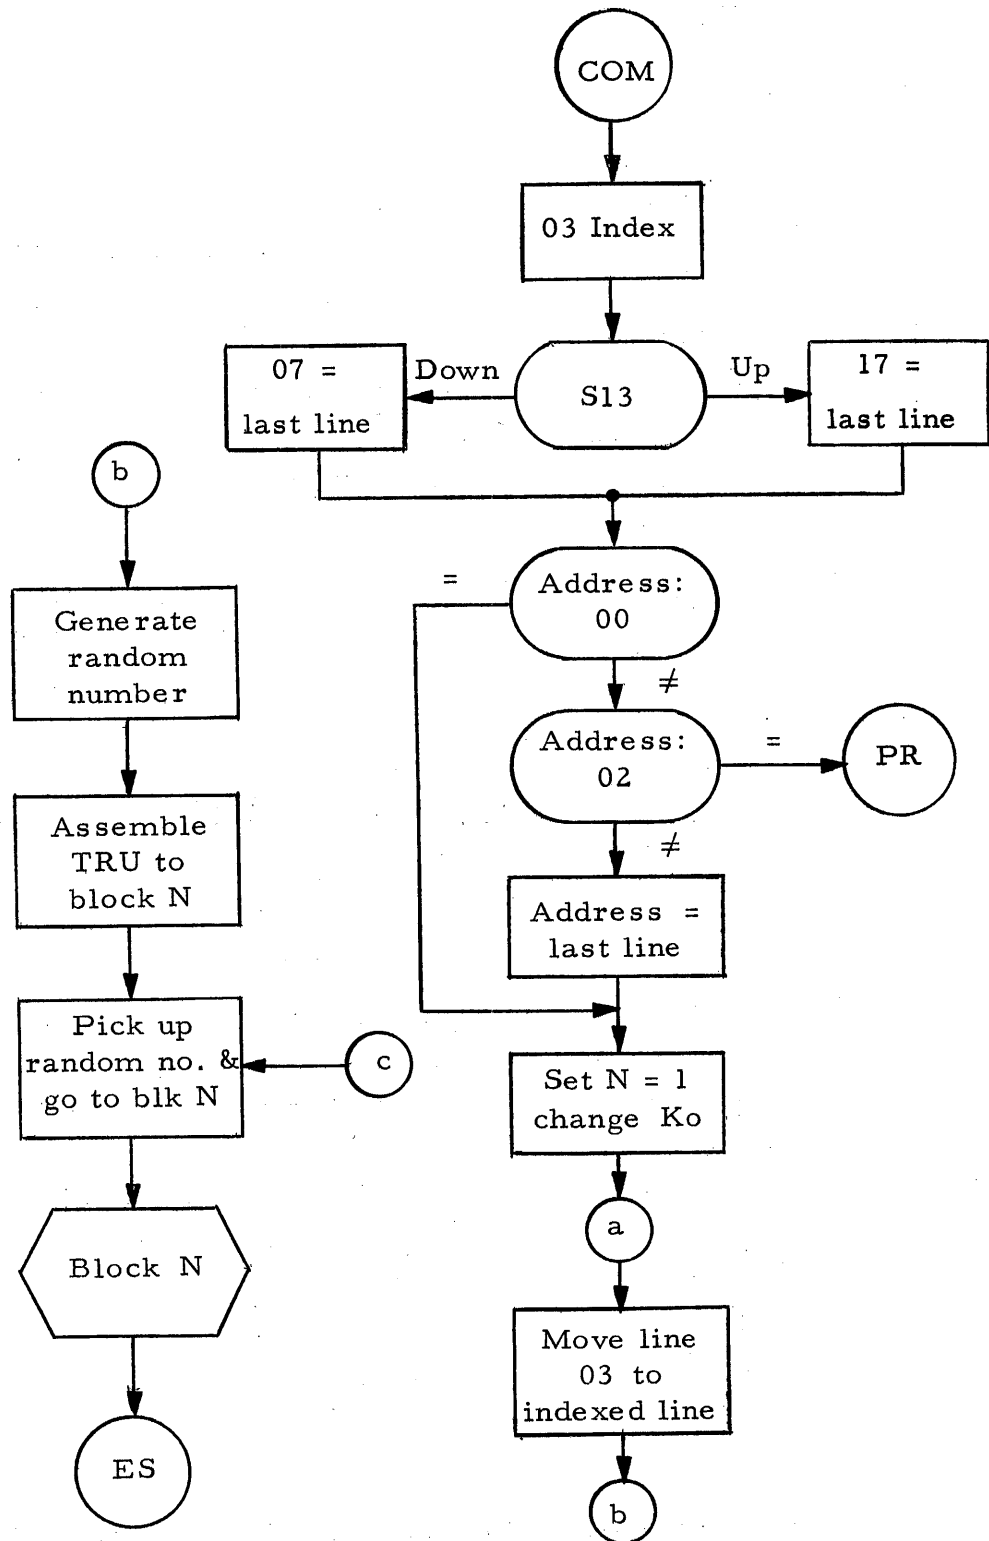 COM
03 Index
07 =
last line
Down
S13
Up
17 =
last line
b
Generate
random
number
Assemble
TRU to
block N
Pick up
random no. &
go to blk N
c
Block N
ES
=
Address:
00
≠
Address:
02
=
PR
≠
Address =
last line
Set N = 1
change Ko
a
Move line
03 to
indexed line
b